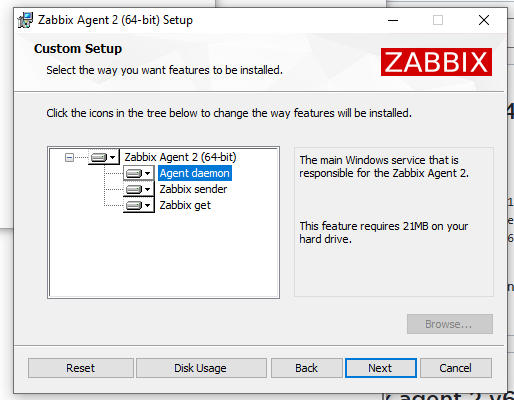 Zabbix Agent 2 (64-bit) Setup
Custom Setup
Select the way you want features to be installed.
ZABBIX
Click the icons in the tree below to change the way features will be installed.
Zabbix Agent 2 (64-bit)
Agent daemon
Zabbix sender
Zabbix get
The main Windows service that is
responsible for the Zabbix Agent 2.
This feature requires 21MB on your
hard drive.
Browse...
Reset
Disk Usage
Back
Next
Cancel
agent 2 v6